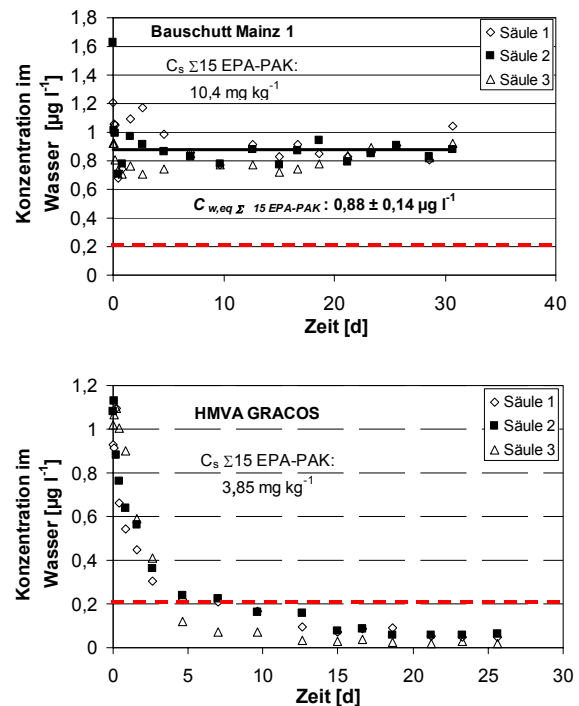 Bauschutt Mainz 1
Säule 1
Säule 2
Säule 3
Cs Σ15 EPA-PAK:
10,4 mg kg-1
Cw,eq Σ 15 EPA-PAK : 0,88 ± 0,14 µg l-1
Konzentration im
Wasser [µg l-1]
1,8
1,6
1,4
1,2
1
0,8
0,6
0,4
0,2
0
0 10 20 30 40
Zeit [d]
HMVA GRACOS
Säule 1
Säule 2
Säule 3
Cs Σ15 EPA-PAK:
3,85 mg kg-1
Konzentration im
Wasser [µg l-1]
1,2
1
0,8
0,6
0,4
0,2
0
0 5 10 15 20 25 30
Zeit [d]